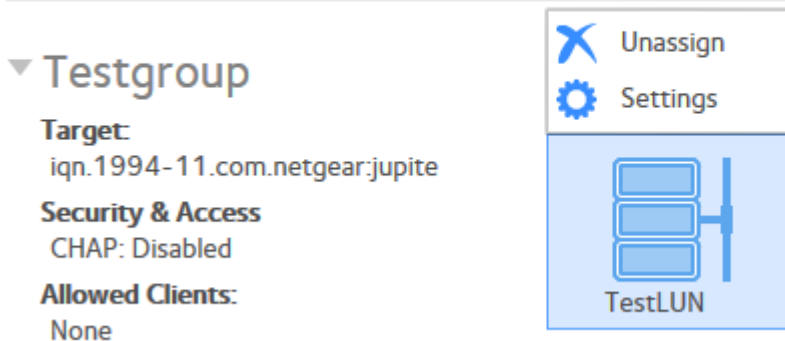 Testgroup
Target:
iqn.1994-11.com.netgear:jupite
Security & Access
CHAP: Disabled
Allowed Clients:
None
Unassign
Settings
TestLUN